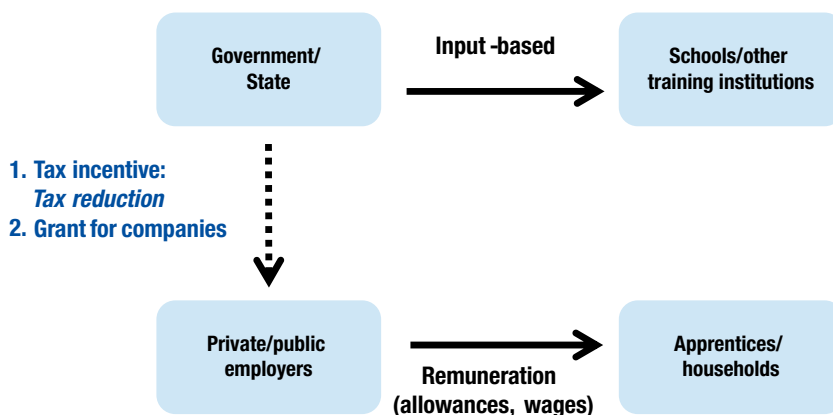 Government/
State
Input -based
Schools/other
training institutions
1. Tax incentive:
Tax reduction
2. Grant for companies
Private/public
employers
Remuneration
(allowances, wages)
Apprentices/
households